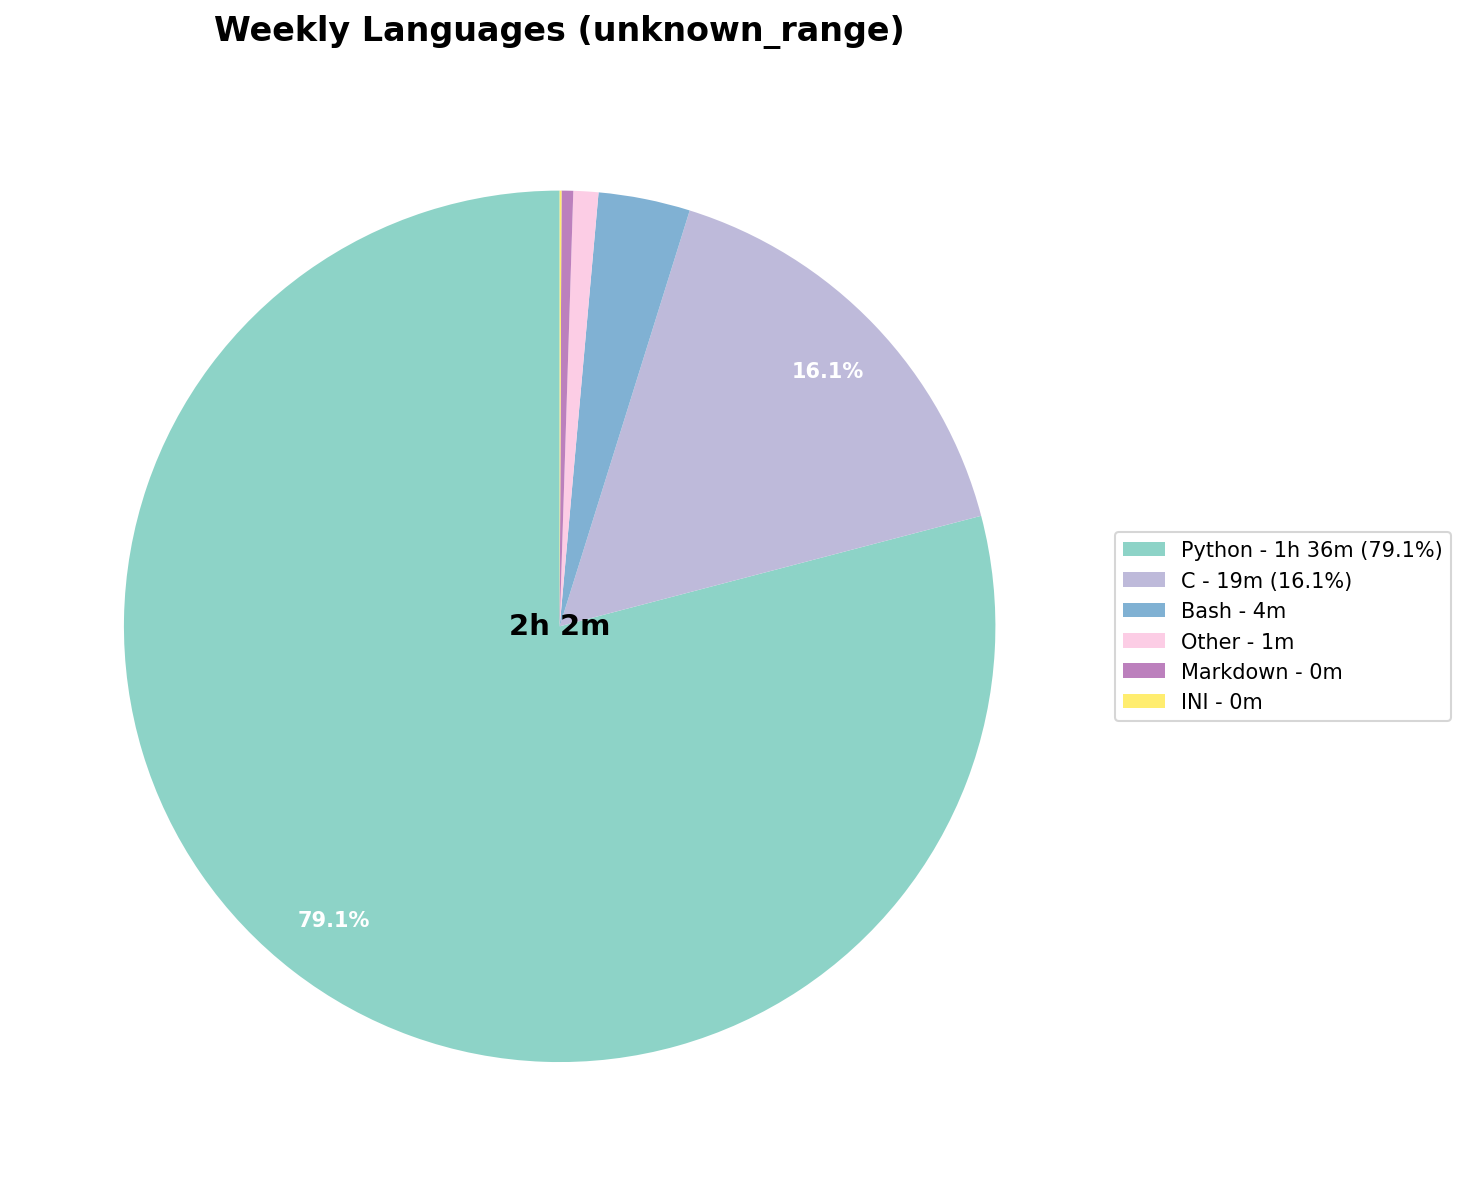 Weekly Languages (unknown_range)
16.1%
2h 2m
79.1%
Python - 1h 36m (79.1%)
C - 19m (16.1%)
Bash - 4m
Other - 1m
Markdown - 0m
INI - 0m